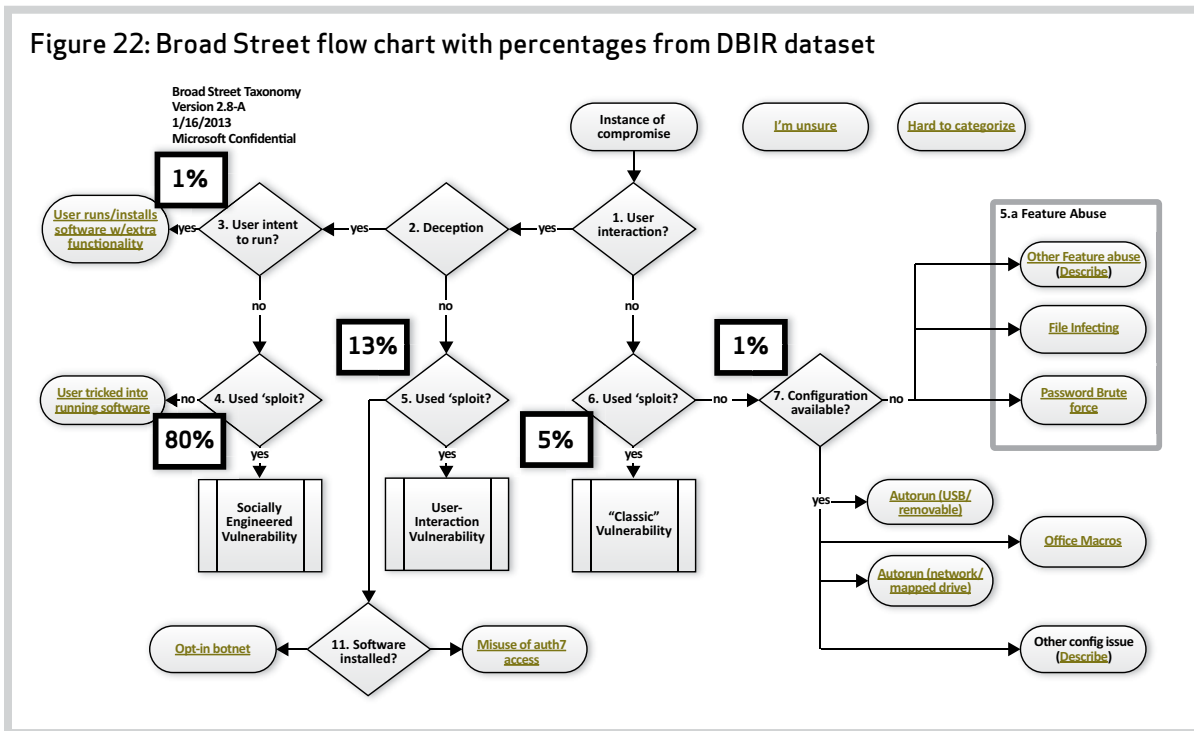 Figure 22: Broad Street flow chart with percentages from DBIR dataset
Broad Street Taxonomy
Version 2.8-A
1/16/2013
Microsoft Confidential
Instance of
compromise
I'm unsure
Hard to categorize
1%
User runs/installs
software w/extra
functionality
yes
3. User intent
to run?
yes
2. Deception
yes
1. User
interaction?
5.a Feature Abuse
Other Feature abuse
(Describe)
no
no
no
File Infecting
13%
1%
User tricked into
running software
no
4. Used 'sploit?
5. Used 'sploit?
6. Used 'sploit?
no
7. Configuration
available?
no
Password Brute
force
80%
5%
yes
yes
yes
yes
Socially
Engineered
Vulnerability
User-
Interaction
Vulnerability
“Classic”
Vulnerability
Autorun (USB/
removable)
Office Macros
Autorun (network/
mapped drive)
Opt-in botnet
11. Software
installed?
Misuse of auth7
access
Other config issue
(Describe)